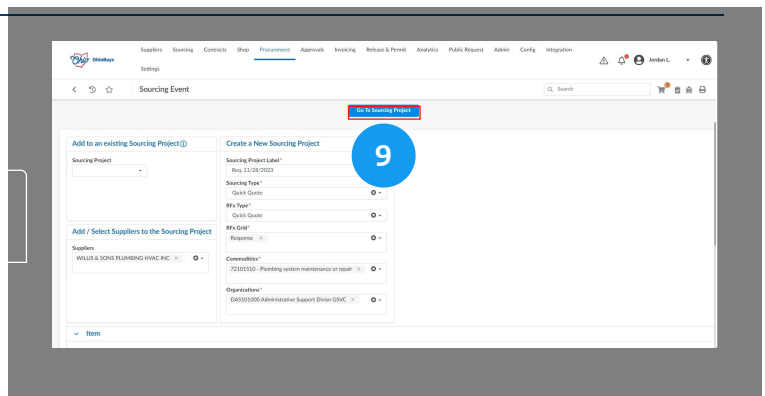 Suppliers Sourcing Contracts Shop Procurement Approvals Invoicing Release & Permit Analytics Public Request Admin Config Integration
Ohio OhioBuys
Jordan L.
Settings
Sourcing Event
Search
Go To Sourcing Project
Add to an existing Sourcing Project
Sourcing Project
Create a New Sourcing Project
9
Sourcing Project Label*
Req. 11/28/2023
Sourcing Type*
Quick Quote
RFx Type*
Quick Quote
Add / Select Suppliers to the Sourcing Project
Suppliers
WILLIS & SONS PLUMBING HVAC INC
RFx Grid*
Response
Commodities*
72101510 - Plumbing system maintenance or repair
Organizations*
DAS101000 Administrative Support Divisn GSVC
Item